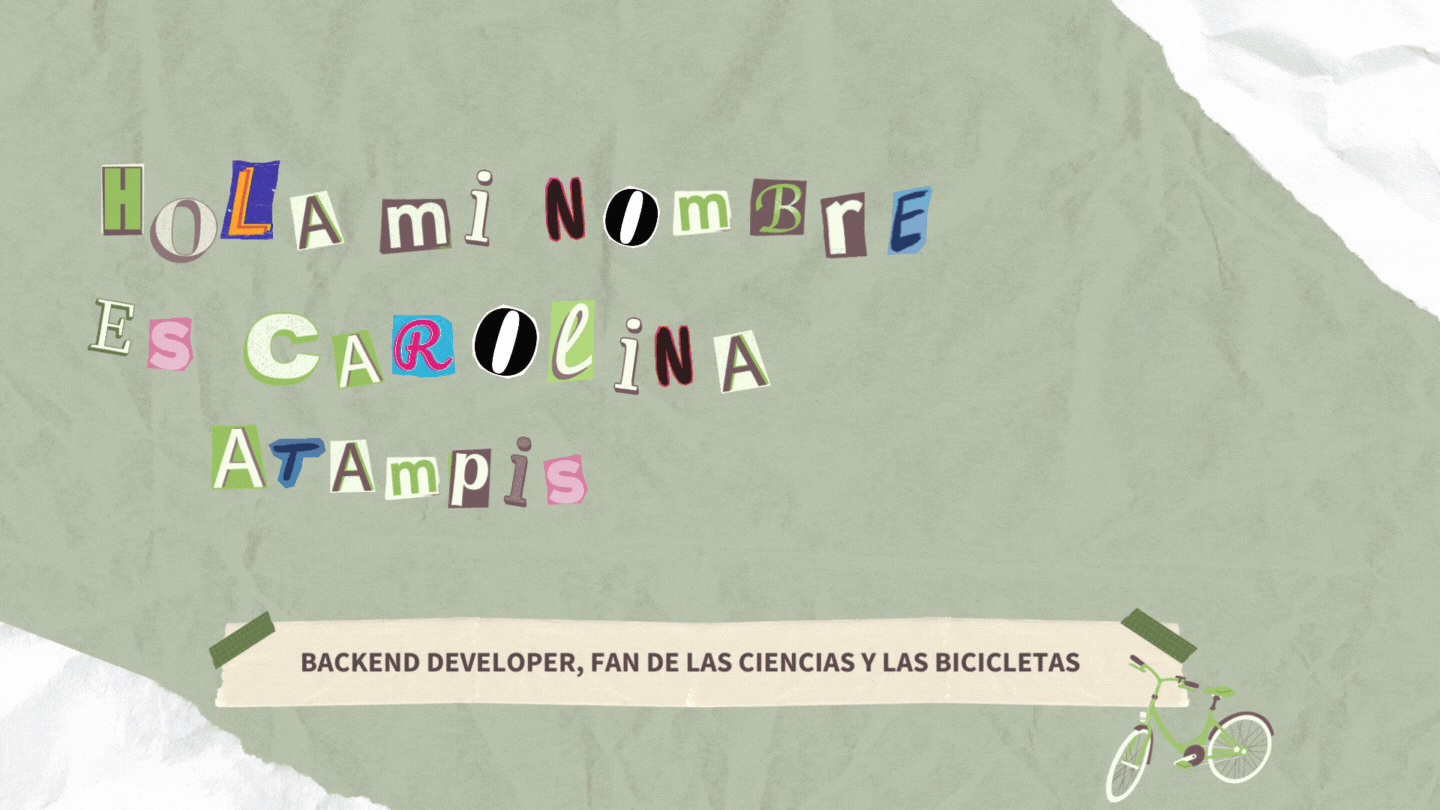 HOLA mi NomBrE
Es CAROliNA
ATAmpis
BACKEND DEVELOPER, FAN DE LAS CIENCIAS Y LAS BICICLETAS